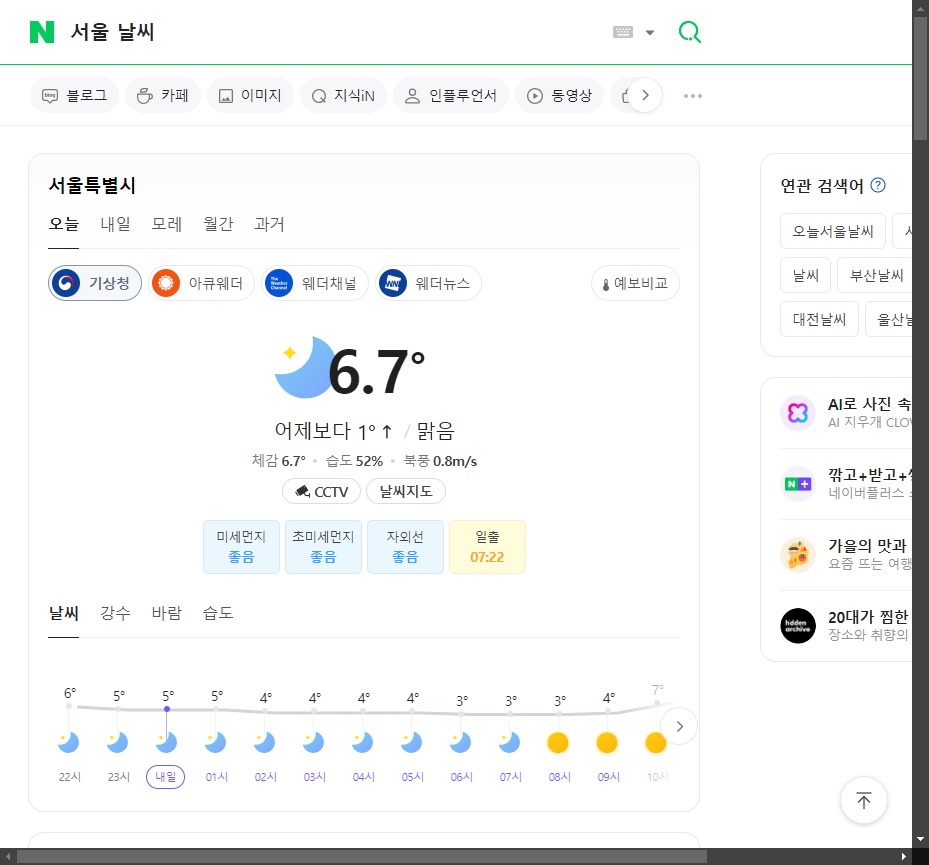 서울 날씨
블로그 카페 이미지 지식iN 인플루언서 동영상
서울특별시
오늘 내일 모레 월간 과거
기상청 아큐웨더 웨더채널 웨더뉴스 예보비교
6.7°
어제보다 1° ↑ / 맑음
체감 6.7° • 습도 52% • 북풍 0.8m/s
CCTV 날씨지도
미세먼지 초미세먼지 자외선 일출
좋음 좋음 좋음 07:22
날씨 강수 바람 습도
6° 5° 5° 5° 4° 4° 4° 4° 3° 3° 3° 4° 7°
22시 23시 내일 01시 02시 03시 04시 05시 06시 07시 08시 09시 10시
연관 검색어 ?
오늘서울날씨
날씨 부산날씨
대전날씨
AI로 사진 속
AI 지우개 CLOV
깎고+받고+
네이버플러스
가을의 맛과
요즘 뜨는 여행
hidden
archive
20대가 찜한
장소와 취향의